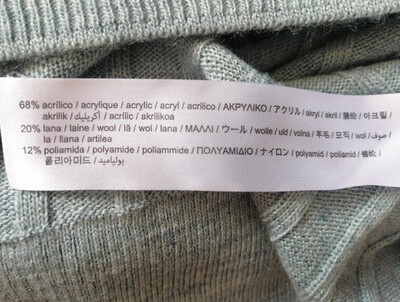 68% acrílico / acrylique / acrylic / acryl / acrilico / ΑΚΡΥΛΙΚΟ / アクリル / akryl / akril / 腈纶 / 아크릴 /
akrilik / أكريليك / acrílic / akrilikoa
20% lana / laine / wool / lã / wol / lana / ΜΑΛΛΙ / ウール / wolle / uld / volna / 羊毛 / 모직 / wol / صوف /
la / llana / artilea
12% poliamida / polyamide / poliammide / ΠΟΛΥΑΜΙΔΙΟ / ナイロン / polyamid / poliamid / 锦纶 /
폴리아미드 / بولياميد